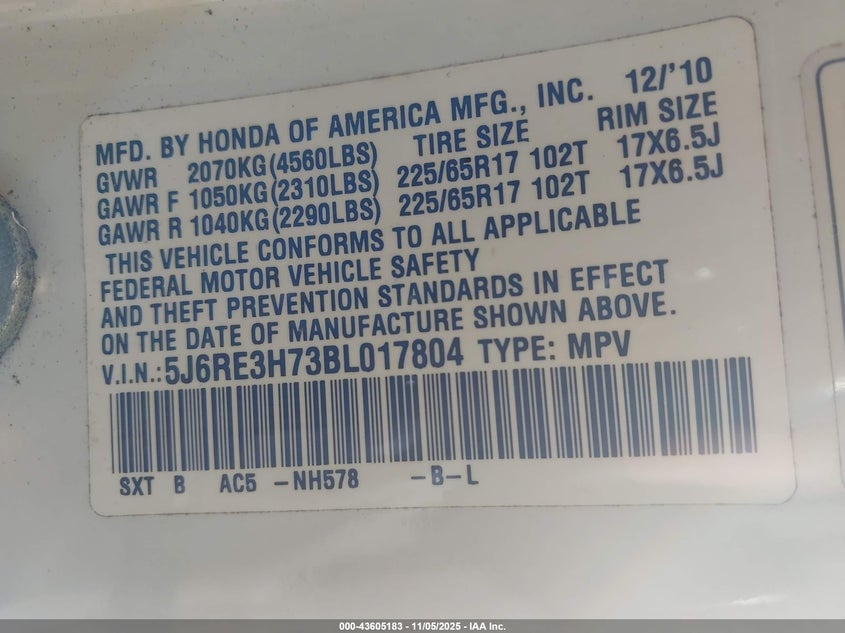 MFD. BY HONDA OF AMERICA MFG., INC. 12/'10
GVWR 2070KG(4560LBS) TIRE SIZE RIM SIZE
GAWR F 1050KG(2310LBS) 225/65R17 102T 17X6.5J
GAWR R 1040KG(2290LBS) 225/65R17 102T 17X6.5J
THIS VEHICLE CONFORMS TO ALL APPLICABLE
FEDERAL MOTOR VEHICLE SAFETY
AND THEFT PREVENTION STANDARDS IN EFFECT
ON THE DATE OF MANUFACTURE SHOWN ABOVE.
V.I.N.:5J6RE3H73BL017804 TYPE: MPV
SXT B AC5 -NH578 -B-L
000-43605183 - 11/05/2025 - IAA Inc.